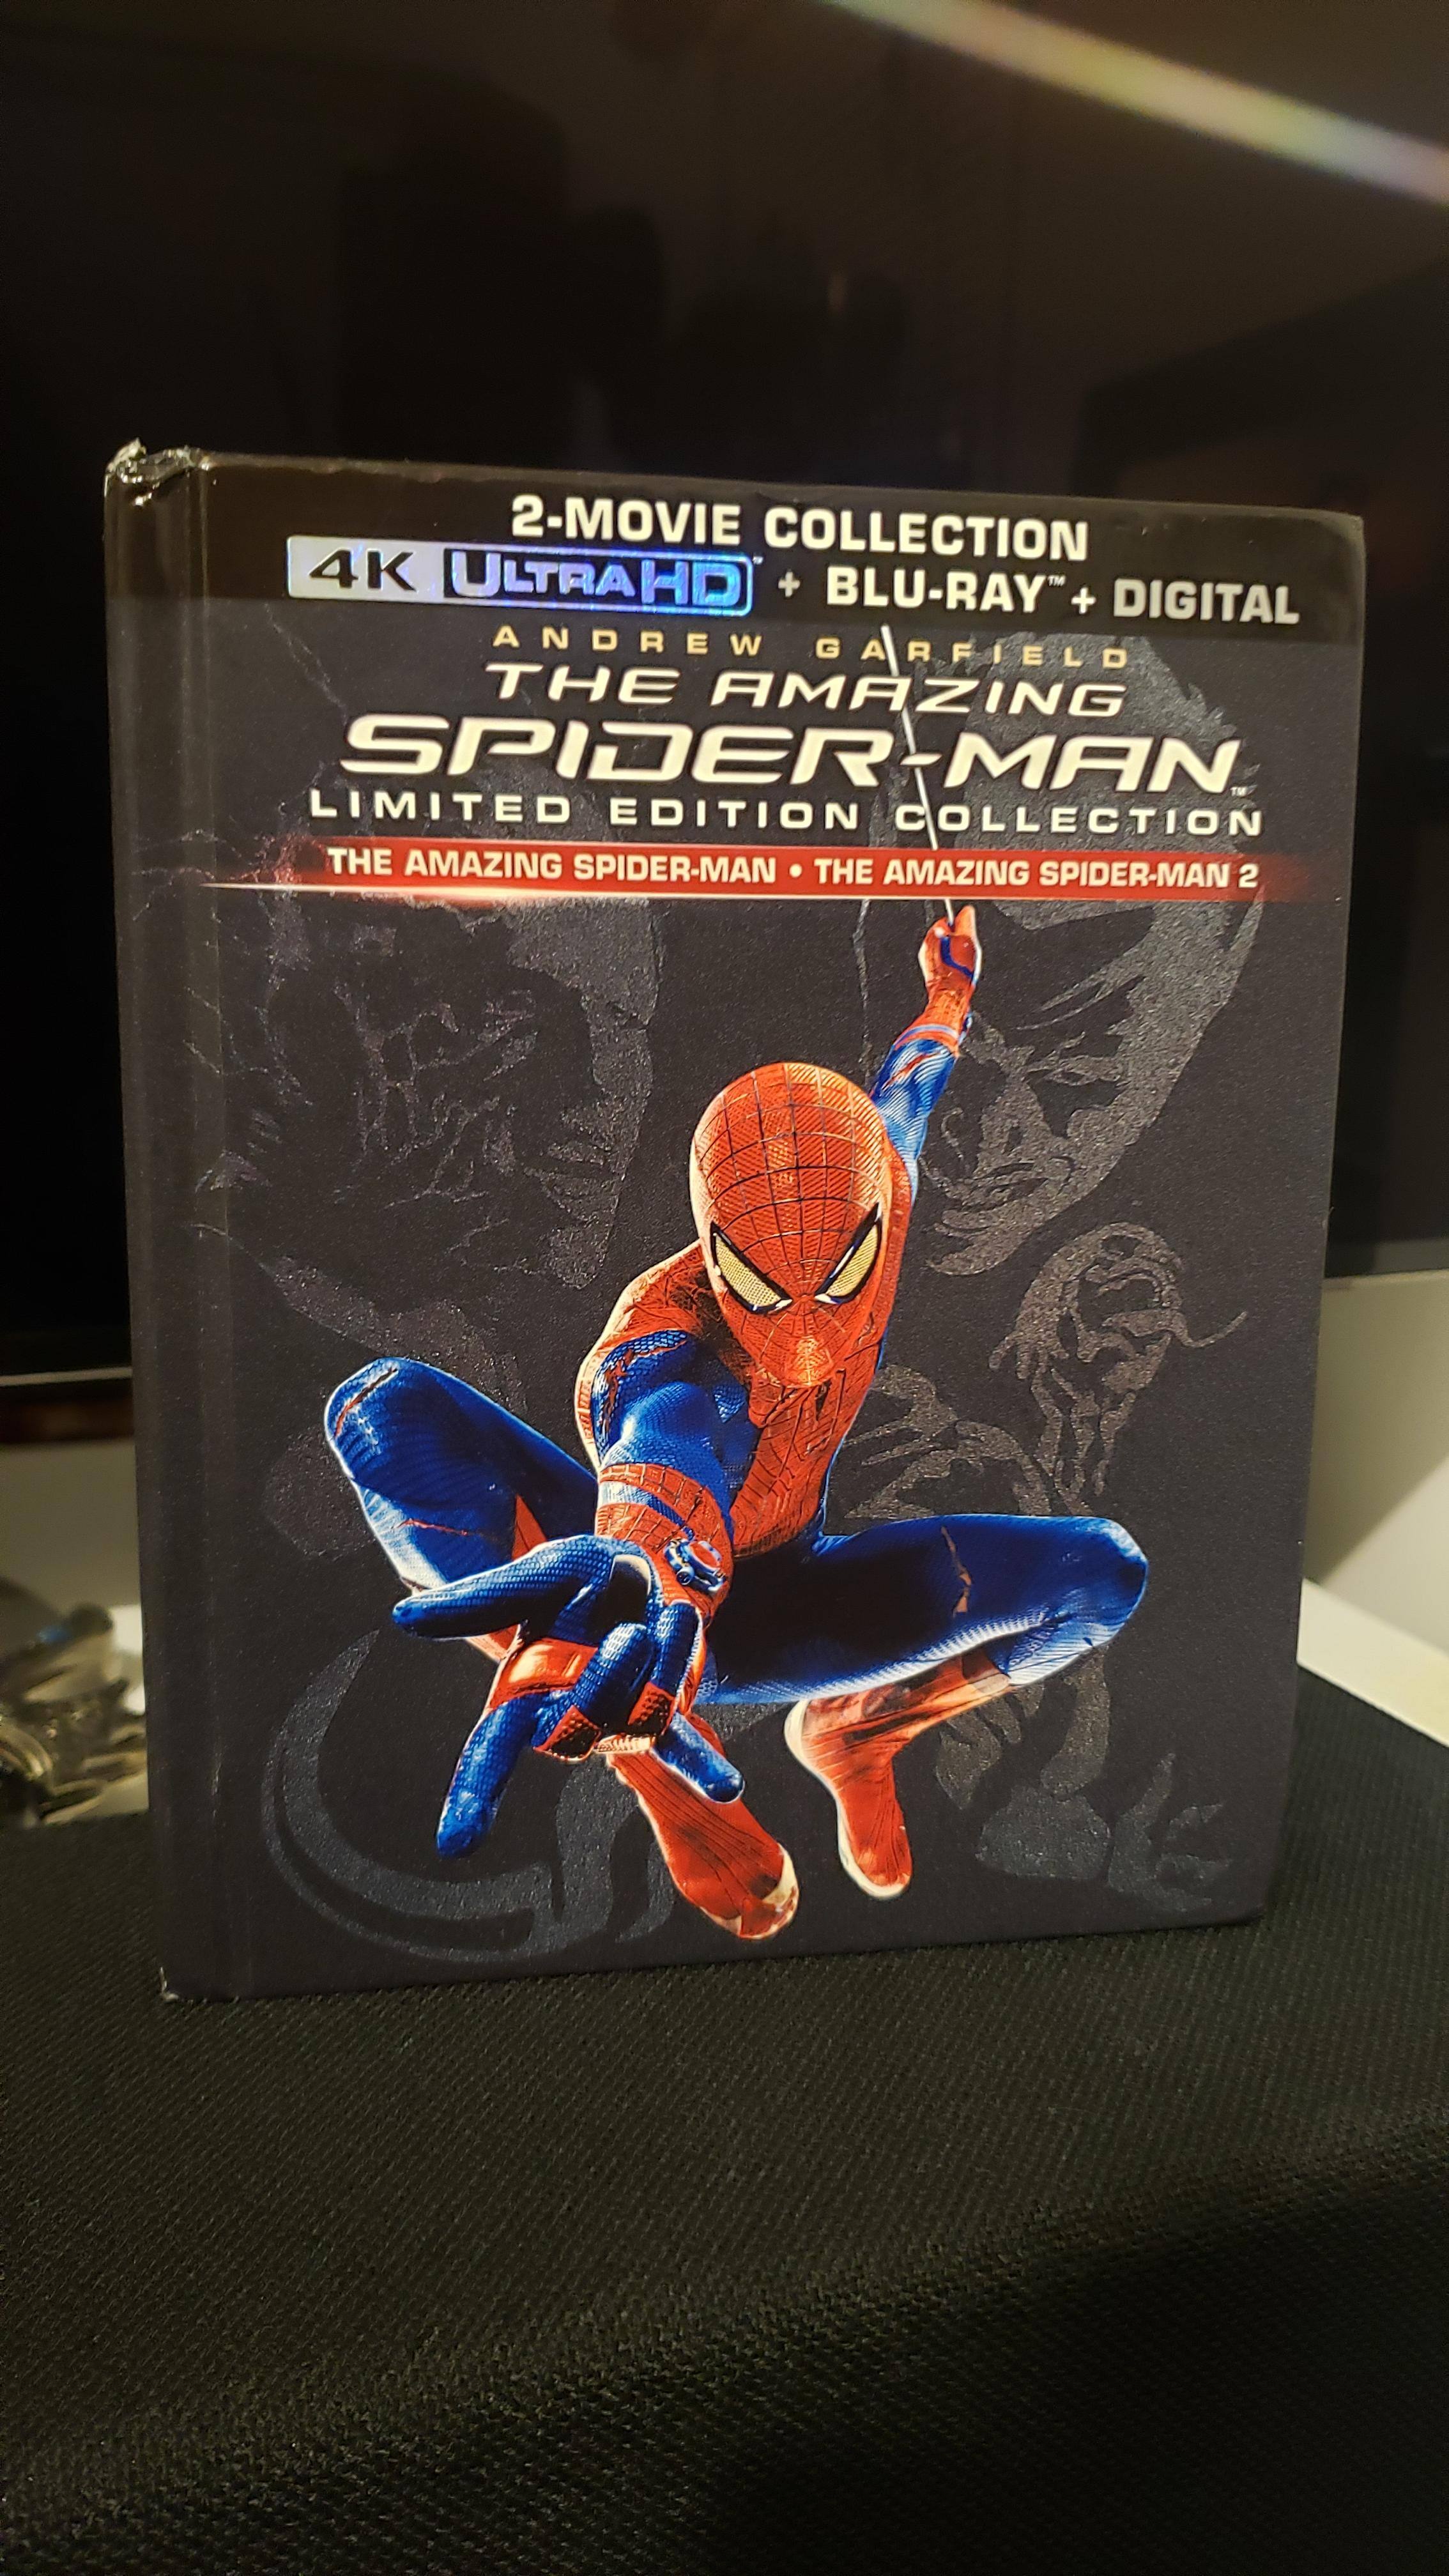 2-MOVIE COLLECTION
4K ULTRA HD™ + BLU-RAY™ + DIGITAL
ANDREW GARFIELD
THE AMAZING
SPIDER-MAN™
LIMITED EDITION COLLECTION
THE AMAZING SPIDER-MAN • THE AMAZING SPIDER-MAN 2